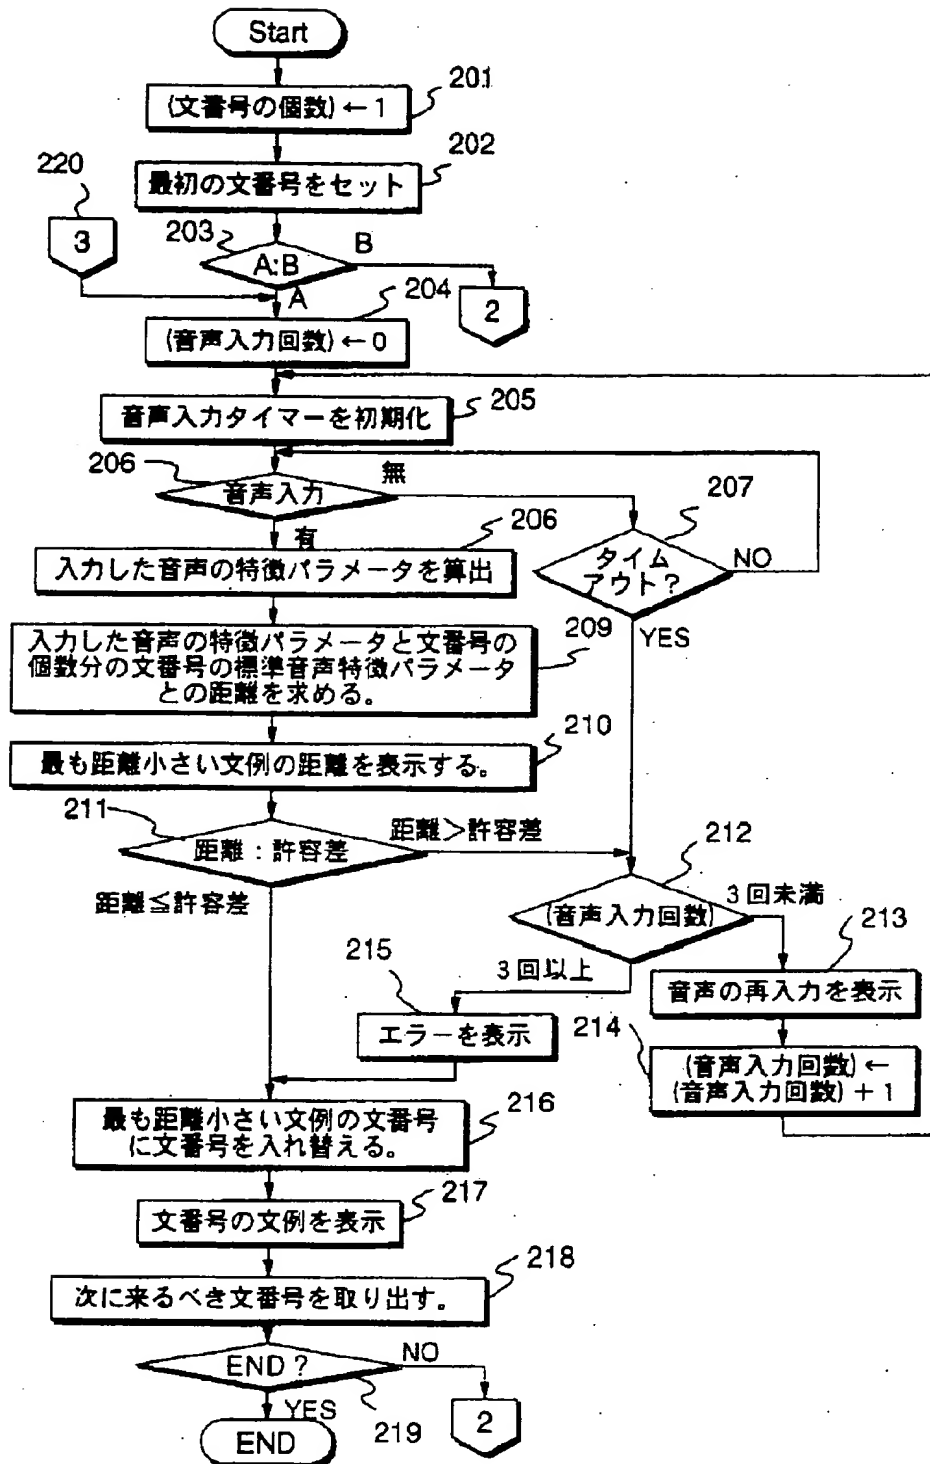 Start
201
(文番号の個数)←1
202
最初の文番号をセット
220
3
203
A:B
B
A
2
204
(音声入力回数)←0
205
音声入力タイマーを初期化
206
音声入力
無
有
207
タイム
アウト?
NO
YES
206
入力した音声の特徴パラメータを算出
209
入力した音声の特徴パラメータと文番号の
個数分の文番号の標準音声特徴パラメータ
との距離を求める。
210
最も距離小さい文例の距離を表示する。
211
距離:許容差
距離>許容差
距離≦許容差
212
(音声入力回数)
3回未満
3回以上
213
音声の再入力を表示
214
(音声入力回数)←
(音声入力回数)+1
215
エラーを表示
216
最も距離小さい文例の文番号
に文番号を入れ替える。
217
文番号の文例を表示
218
次に来るべき文番号を取り出す。
END?
NO
219
YES
2
END